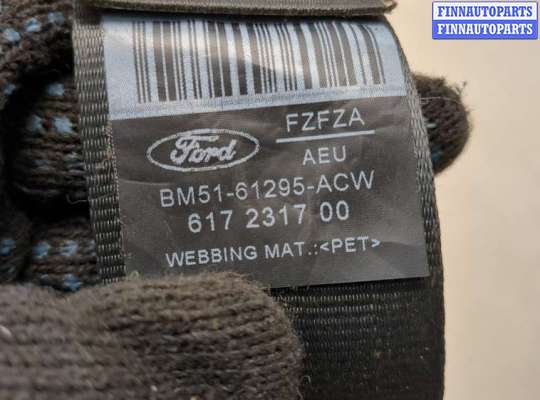 FINNAUTOPARTS
FINNAUTOPARTS
Ford
FZFZA
AEU
BM51-61295-ACW
617 2317 00
WEBBING MAT.:<PET>